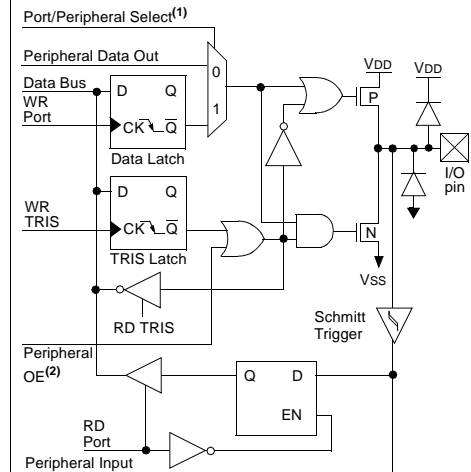 Port/Peripheral Select(1)
Peripheral Data Out
0
1
Data Bus
WR
Port
D Q
CK Q
Data Latch
VDD
P
VDD
I/O
pin
WR
TRIS
D Q
CK Q
TRIS Latch
N
VSS
RD TRIS
Schmitt
Trigger
Peripheral
OE(2)
Q D
EN
RD
Port
Peripheral Input